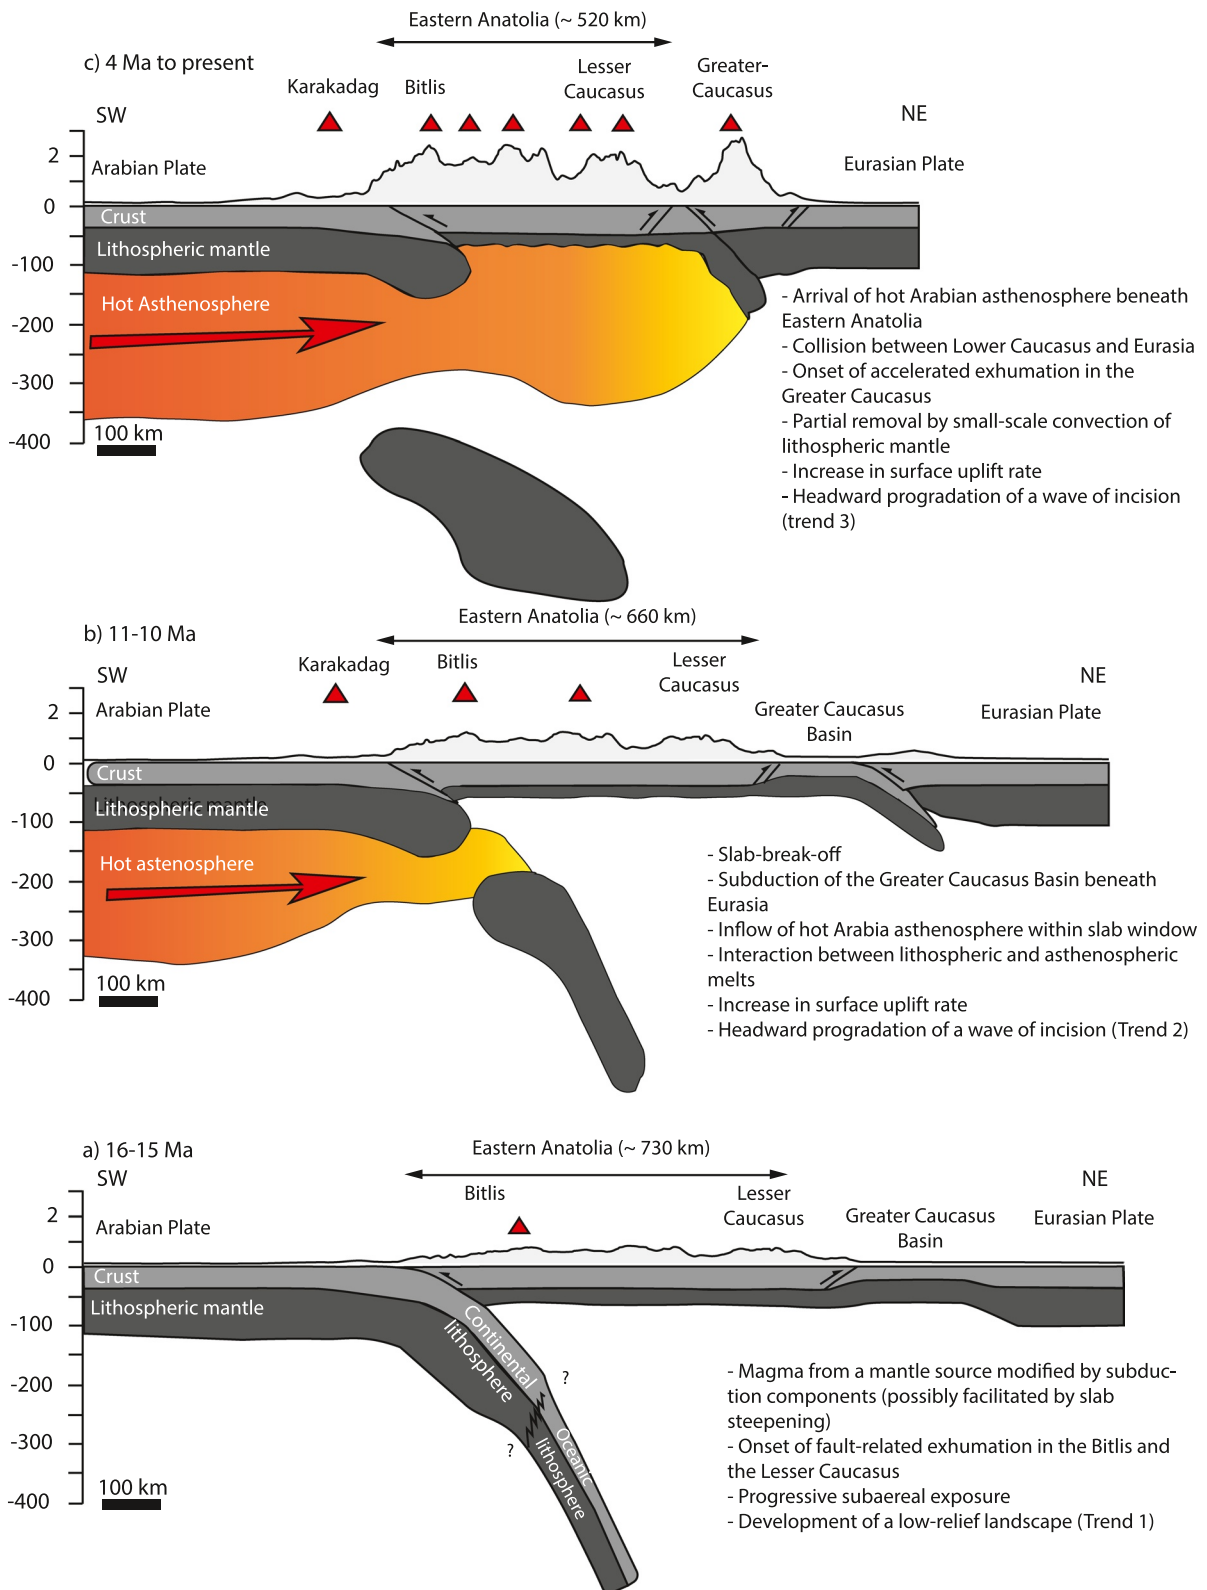 Eastern Anatolia (~ 520 km)
c) 4 Ma to present
Karakadag
Bitlis
Lesser
Caucasus
Greater-
Caucasus
SW
NE
2
Arabian Plate
Eurasian Plate
0
Crust
Lithospheric mantle
-100
Hot Asthenosphere
-200
-300
-400
100 km
- Arrival of hot Arabian asthenosphere beneath
Eastern Anatolia
- Collision between Lower Caucasus and Eurasia
- Onset of accelerated exhumation in the
Greater Caucasus
- Partial removal by small-scale convection of
lithospheric mantle
- Increase in surface uplift rate
- Headward progradation of a wave of incision
(trend 3)
Eastern Anatolia (~ 660 km)
b) 11-10 Ma
SW
Karakadag
Bitlis
Lesser
Caucasus
NE
2
Arabian Plate
Greater Caucasus
Basin
Eurasian Plate
0
Crust
Lithospheric mantle
Lithospheric mantle
-100
Hot astenosphere
-200
-300
-400
100 km
- Slab-break-off
- Subduction of the Greater Caucasus Basin beneath
Eurasia
- Inflow of hot Arabia asthenosphere within slab window
- Interaction between lithospheric and asthenospheric
melts
- Increase in surface uplift rate
- Headward progradation of a wave of incision (Trend 2)
a) 16-15 Ma
Eastern Anatolia (~ 730 km)
SW
Bitlis
Lesser
Caucasus
NE
2
Arabian Plate
Greater Caucasus
Basin
Eurasian Plate
0
Crust
Lithospheric mantle
-100
Continental
lithosphere
?
-200
?
Oceanic
lithosphere
-300
-400
100 km
- Magma from a mantle source modified by subduc-
tion components (possibly facilitated by slab
steepening)
- Onset of fault-related exhumation in the Bitlis and
the Lesser Caucasus
- Progressive subaereal exposure
- Development of a low-relief landscape (Trend 1)